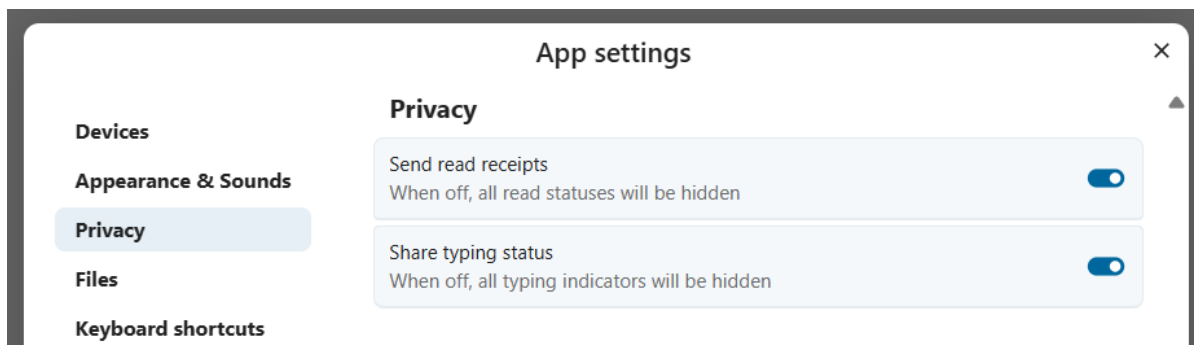 App settings
Devices
Appearance & Sounds
Privacy
Files
Keyboard shortcuts
Privacy
Send read receipts
When off, all read statuses will be hidden
Share typing status
When off, all typing indicators will be hidden